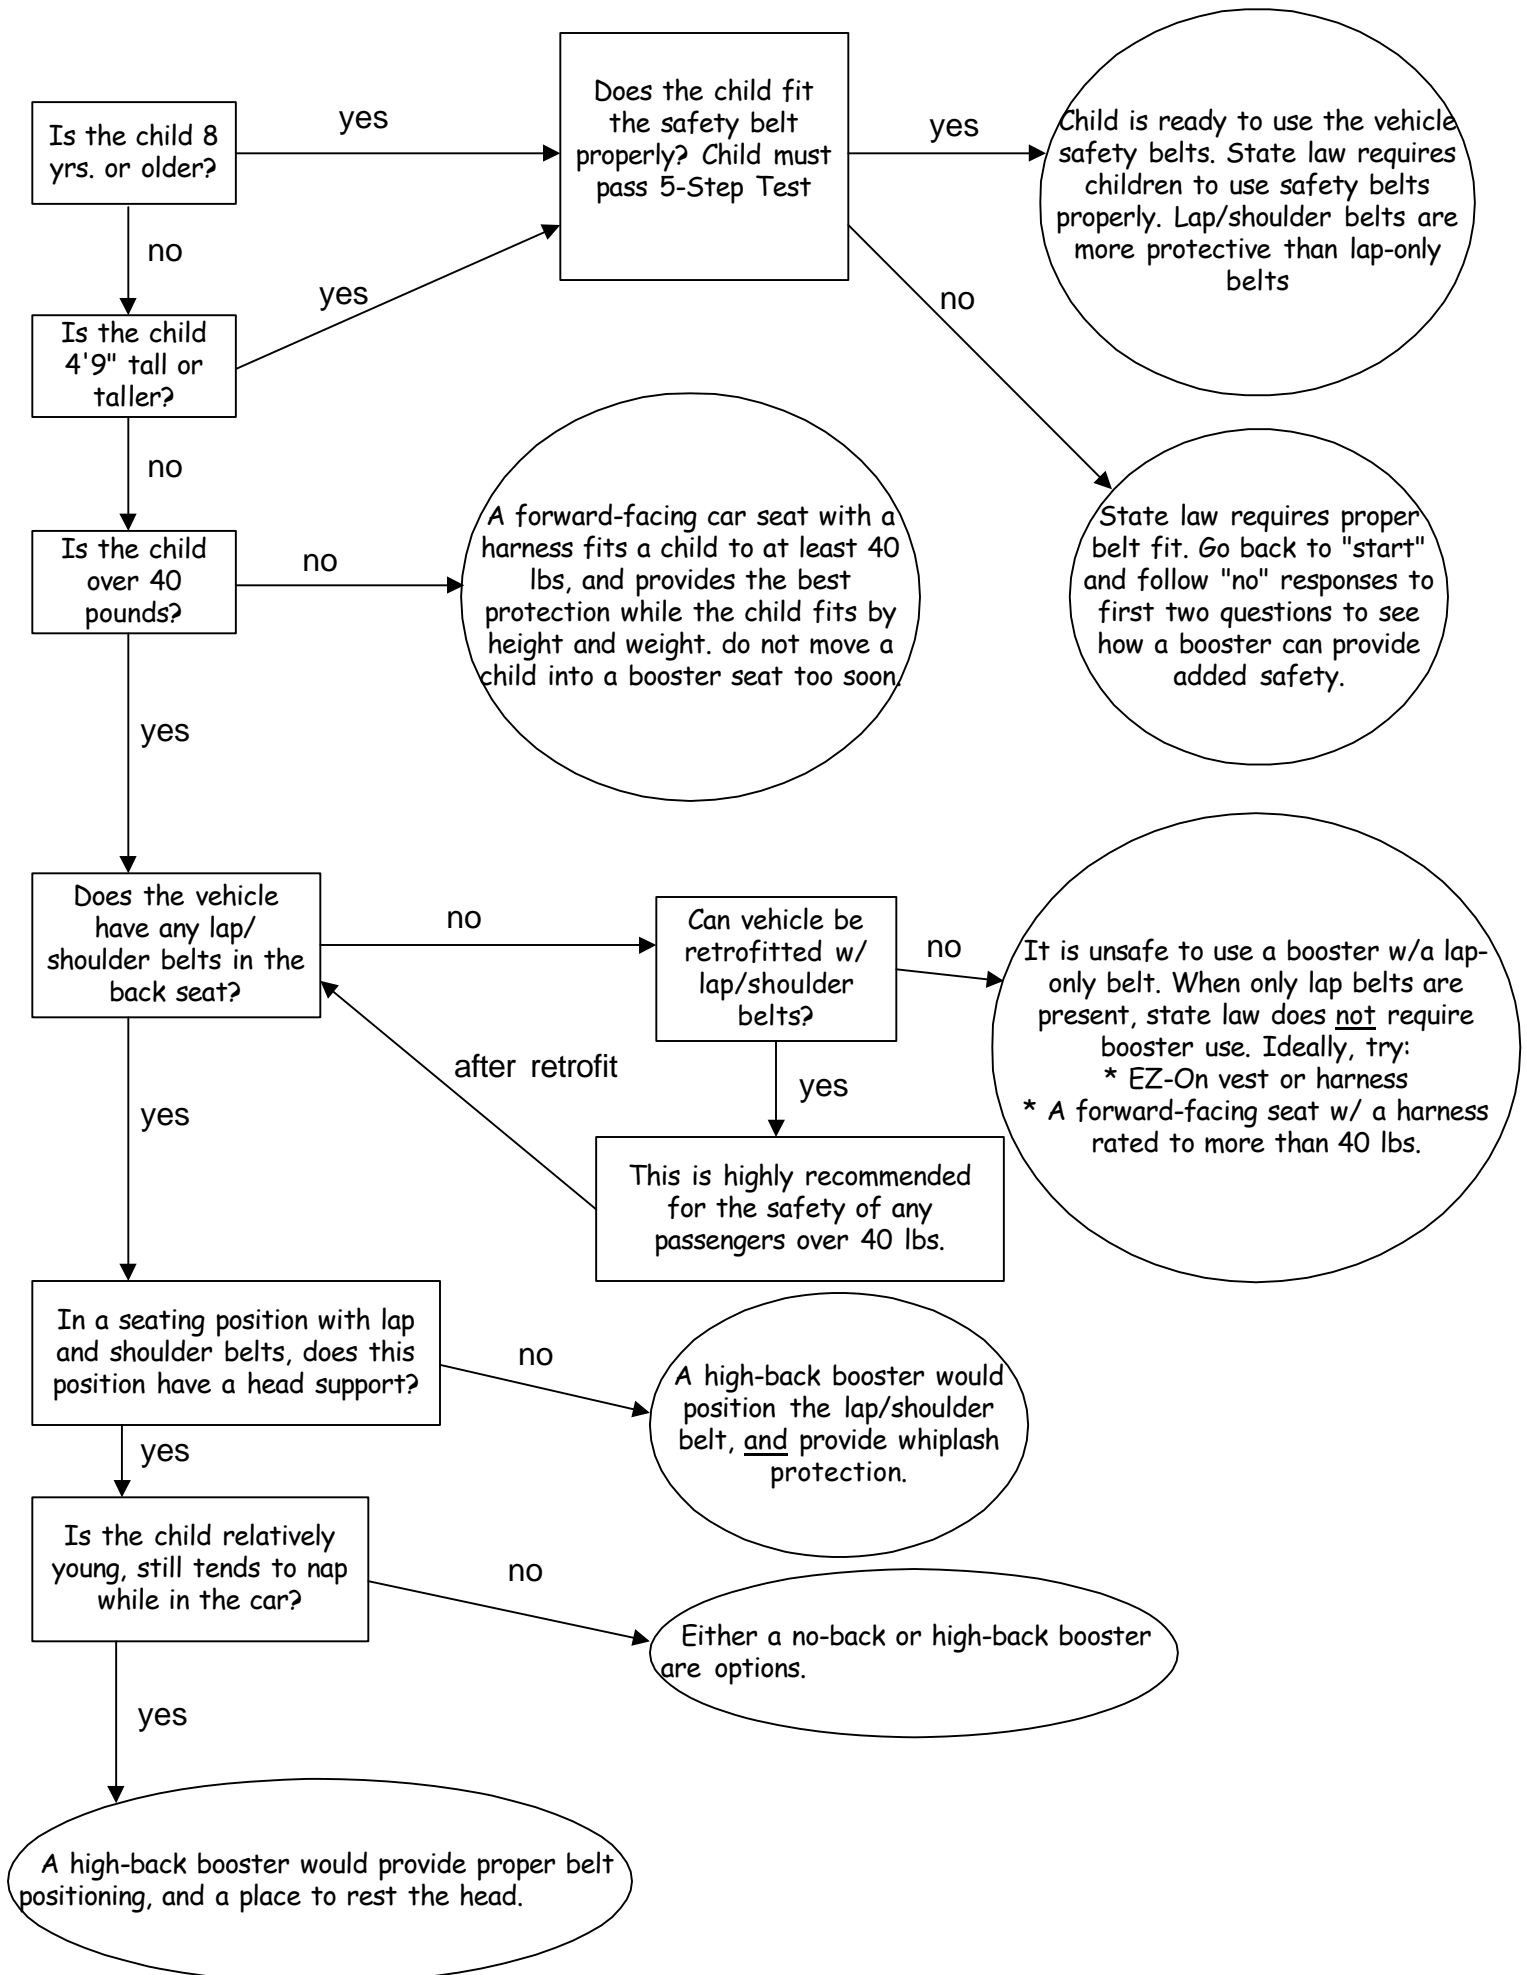 Is the child 8
yrs. or older?
yes
Does the child fit
the safety belt
properly? Child must
pass 5-Step Test
yes
Child is ready to use the vehicle
safety belts. State law requires
children to use safety belts
properly. Lap/shoulder belts are
more protective than lap-only
belts
no
yes
no
Is the child
4'9" tall or
taller?
no
Is the child
over 40
pounds?
no
A forward-facing car seat with a
harness fits a child to at least 40
lbs, and provides the best
protection while the child fits by
height and weight. do not move a
child into a booster seat too soon.
State law requires proper
belt fit. Go back to "start"
and follow "no" responses to
first two questions to see
how a booster can provide
added safety.
yes
Does the vehicle
have any lap/
shoulder belts in the
back seat?
no
Can vehicle be
retrofitted w/
lap/shoulder
belts?
no
It is unsafe to use a booster w/a lap-
only belt. When only lap belts are
present, state law does not require
booster use. Ideally, try:
* EZ-On vest or harness
* A forward-facing seat w/ a harness
rated to more than 40 lbs.
after retrofit
yes
yes
This is highly recommended
for the safety of any
passengers over 40 lbs.
In a seating position with lap
and shoulder belts, does this
position have a head support?
no
A high-back booster would
position the lap/shoulder
belt, and provide whiplash
protection.
yes
Is the child relatively
young, still tends to nap
while in the car?
no
Either a no-back or high-back booster
are options.
yes
A high-back booster would provide proper belt
positioning, and a place to rest the head.